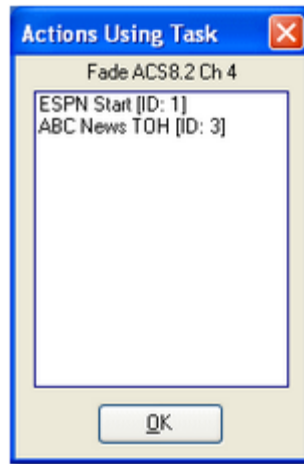 Actions Using Task
Fade ACS8.2 Ch 4
ESPN Start [ID: 1]
ABC News TOH [ID: 3]
OK